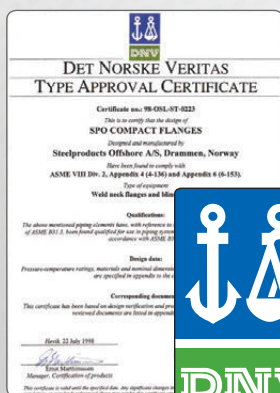 DNV
DET NORSKE VERITAS
TYPE APPROVAL CERTIFICATE
Certificate no.: 98-OSL-ST-0223
This is to certify that the design of
SPO COMPACT FLANGES
Designed and manufactured by
Steelproducts Offshore A/S, Drammen, Norway
Have been found to comply with
ASME VIII Div. 2, Appendix 4 (4-136) and Appendix 6 (6-153).
Type of equipment
Weld neck flanges and blin
Qualifications:
The above mentioned piping elements have, with reference to
of ASME B31.3, been found qualified for use in piping system
accordance with ASME B
Design data:
Pressure-temperature ratings, materials and nominal dimensi
are specified in appendix to the c
Corresponding documen
This certificate has been based on design verification and pro
reviewed documents are listed in appendi
Høvik 22 July 1998
Manager, Certification of products
This certificate is valid until the specified date. Any significant changes in
DNV